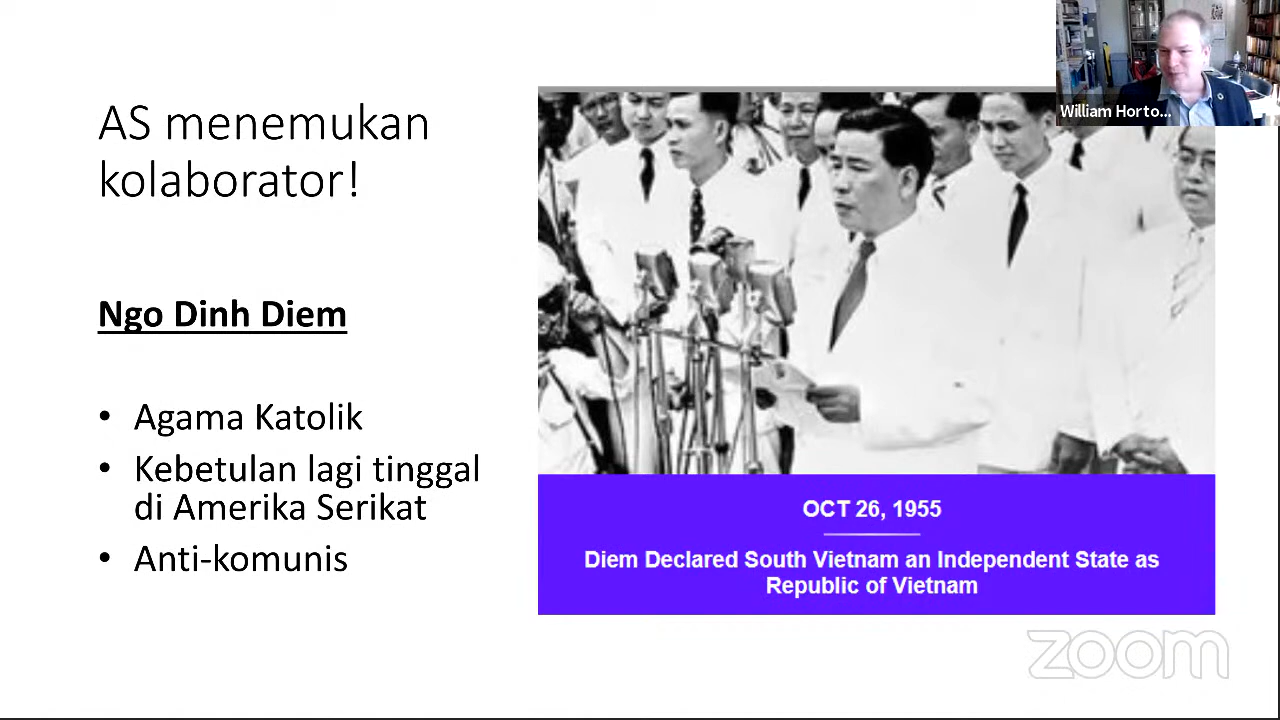 AS menemukan
kolaborator!
Ngo Dinh Diem
• Agama Katolik
• Kebetulan lagi tinggal
di Amerika Serikat
• Anti-komunis
William Horto...
OCT 26, 1955
Diem Declared South Vietnam an Independent State as
Republic of Vietnam
zoom